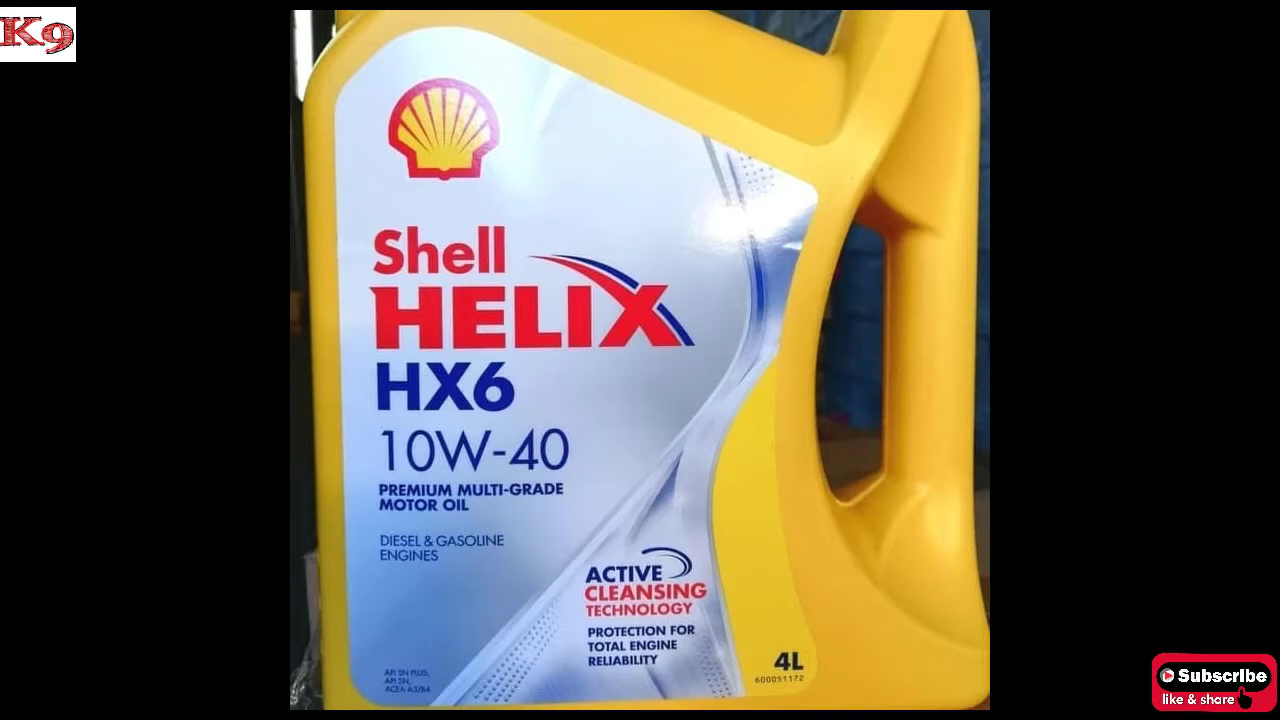 K9
Shell
HELIX
HX6
10W-40
PREMIUM MULTI-GRADE
MOTOR OIL
DIESEL & GASOLINE
ENGINES
ACTIVE
CLEANSING
TECHNOLOGY
PROTECTION FOR
TOTAL ENGINE
RELIABILITY
API SN PLUS,
API SN,
ACEA A3/B4
4L
600051172
Subscribe
like & share